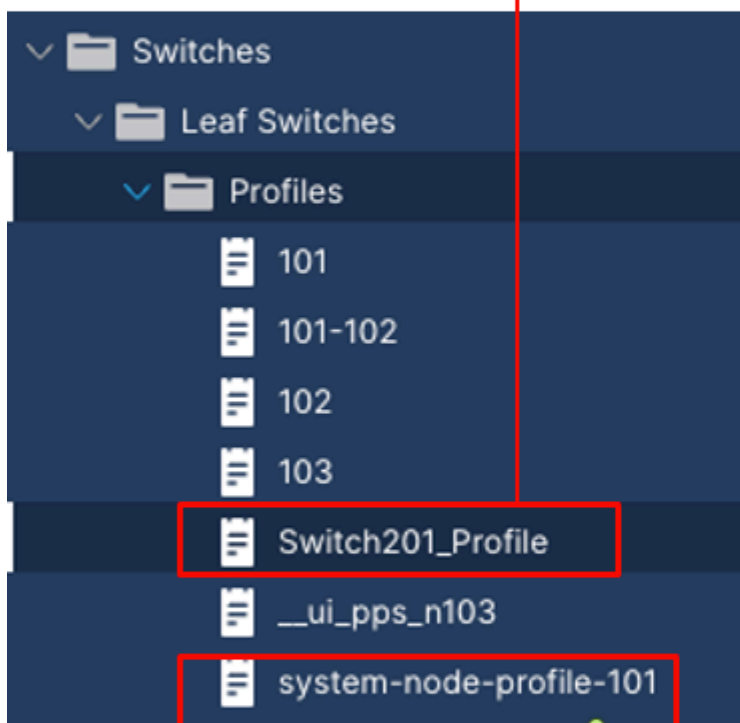 Switches
Leaf Switches
Profiles
101
101-102
102
103
Switch201_Profile
__ui_pps_n103
system-node-profile-101